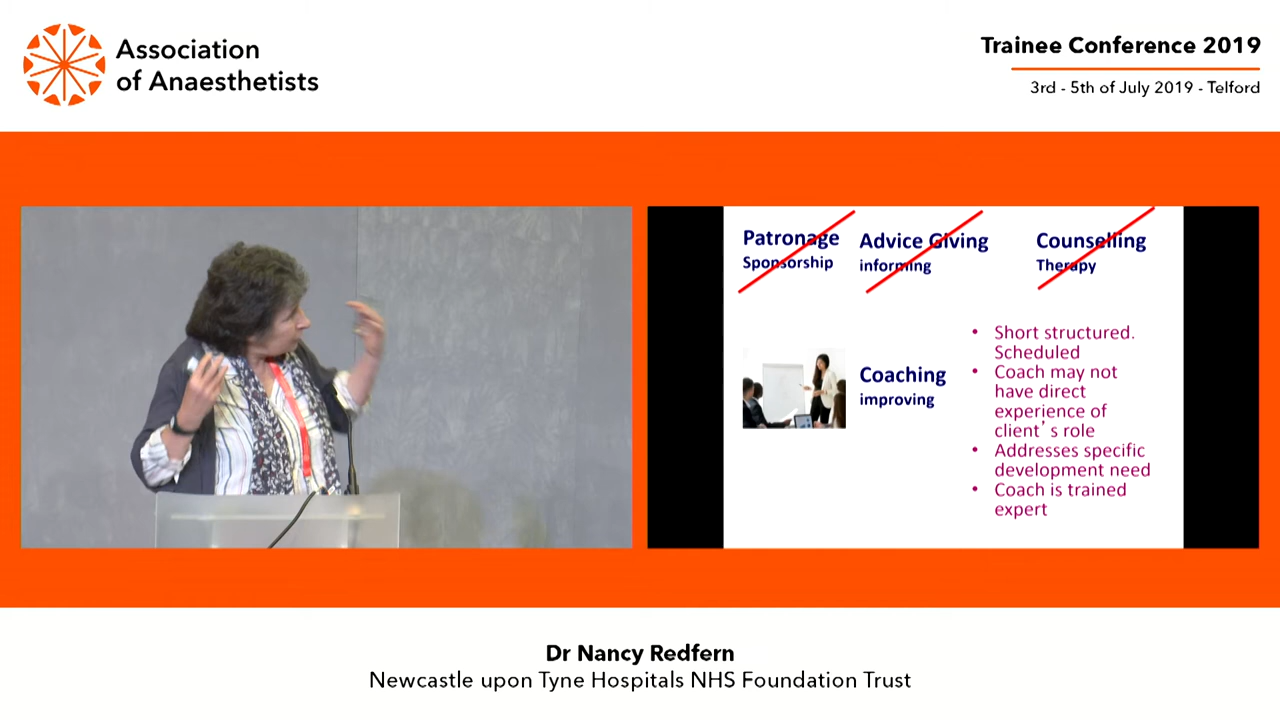 Association
of Anaesthetists
Trainee Conference 2019
3rd - 5th of July 2019 - Telford
Patronage
Sponsorship
Advice Giving
informing
Counselling
Therapy
Coaching
improving
• Short structured.
Scheduled
• Coach may not
have direct
experience of
client's role
• Addresses specific
development need
• Coach is trained
expert
Dr Nancy Redfern
Newcastle upon Tyne Hospitals NHS Foundation Trust